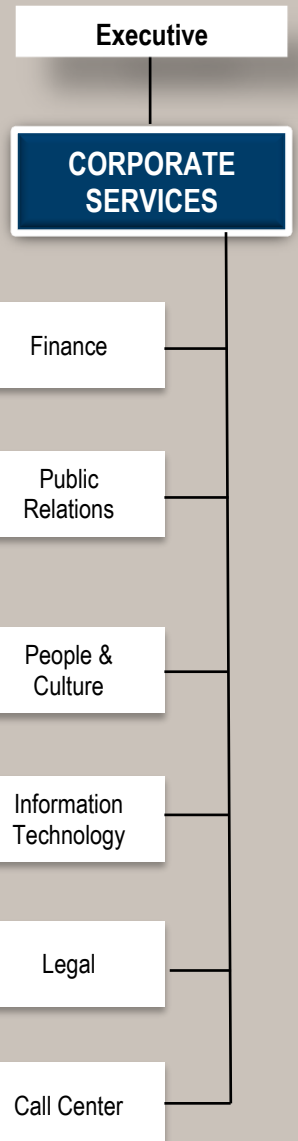 Executive
CORPORATE
SERVICES
Finance
Public
Relations
People &
Culture
Information
Technology
Legal
Call Center